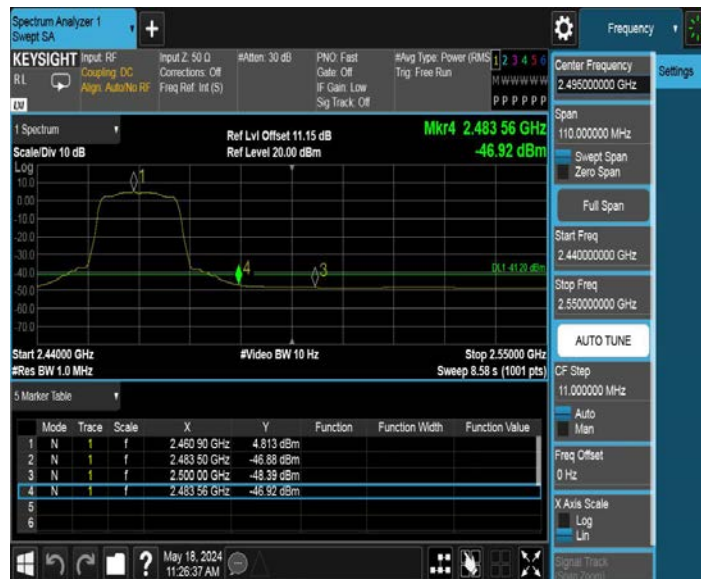 Spectrum Analyzer 1
Swept SA
+
Frequency
KEYSIGHT Input: RF Input Z: 50 Ω #Atten: 30 dB PNO: Fast #Avg Type: Power (RMS 1 2 3 4 5 6
RL Coupling: DC Corrections: Off Gate: Off Trig: Free Run M W W W W W
Align: Auto/No RF Freq Ref: Int (S) IF Gain: Low
Sig Track: Off P P P P P P
LXI
Settings
Center Frequency
2.495000000 GHz
Span
110.000000 MHz
Swept Span
Zero Span
Full Span
Start Freq
2.440000000 GHz
Stop Freq
2.550000000 GHz
AUTO TUNE
CF Step
11.000000 MHz
Auto
Man
Freq Offset
0 Hz
X Axis Scale
Log
Lin
Signal Track
(Span Zoom)
1 Spectrum
Ref Lvl Offset 11.15 dB Mkr4 2.483 56 GHz
Scale/Div 10 dB Ref Level 20.00 dBm -46.92 dBm
Log
10.0
0.00
-10.0
-20.0
-30.0
-40.0
-50.0
-60.0
-70.0
1
4
3
DL1 -41.20 dBm
Start 2.44000 GHz #Video BW 10 Hz Stop 2.55000 GHz
#Res BW 1.0 MHz Sweep 8.58 s (1001 pts)
5 Marker Table
Mode Trace Scale X Y Function Function Width Function Value
1 N 1 f 2.460 90 GHz 4.813 dBm
2 N 1 f 2.483 50 GHz -46.88 dBm
3 N 1 f 2.500 00 GHz -48.39 dBm
4 N 1 f 2.483 56 GHz -46.92 dBm
5
6
?
May 18, 2024
11:26:37 AM